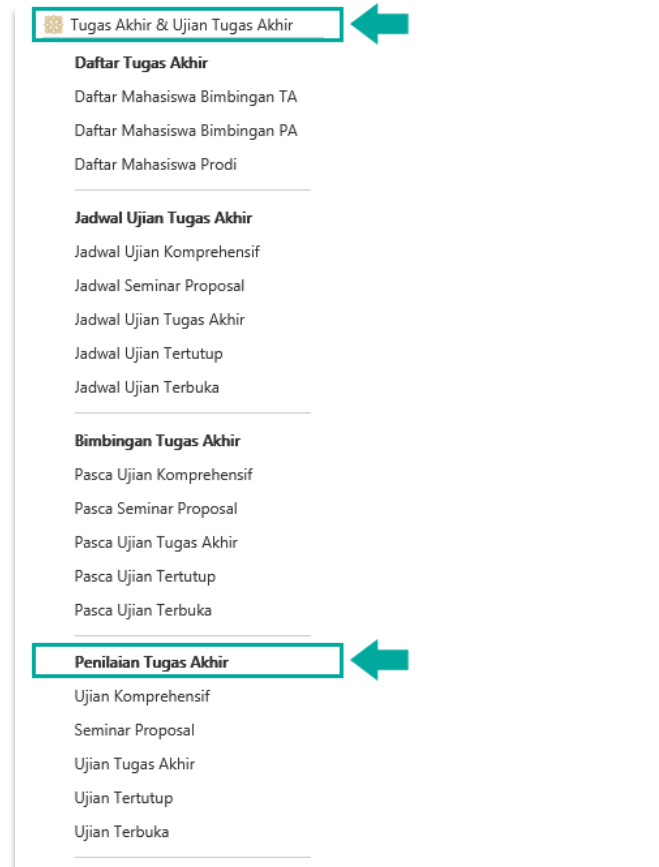 Tugas Akhir & Ujian Tugas Akhir
Daftar Tugas Akhir
Daftar Mahasiswa Bimbingan TA
Daftar Mahasiswa Bimbingan PA
Daftar Mahasiswa Prodi
Jadwal Ujian Tugas Akhir
Jadwal Ujian Komprehensif
Jadwal Seminar Proposal
Jadwal Ujian Tugas Akhir
Jadwal Ujian Tertutup
Jadwal Ujian Terbuka
Bimbingan Tugas Akhir
Pasca Ujian Komprehensif
Pasca Seminar Proposal
Pasca Ujian Tugas Akhir
Pasca Ujian Tertutup
Pasca Ujian Terbuka
Penilaian Tugas Akhir
Ujian Komprehensif
Seminar Proposal
Ujian Tugas Akhir
Ujian Tertutup
Ujian Terbuka